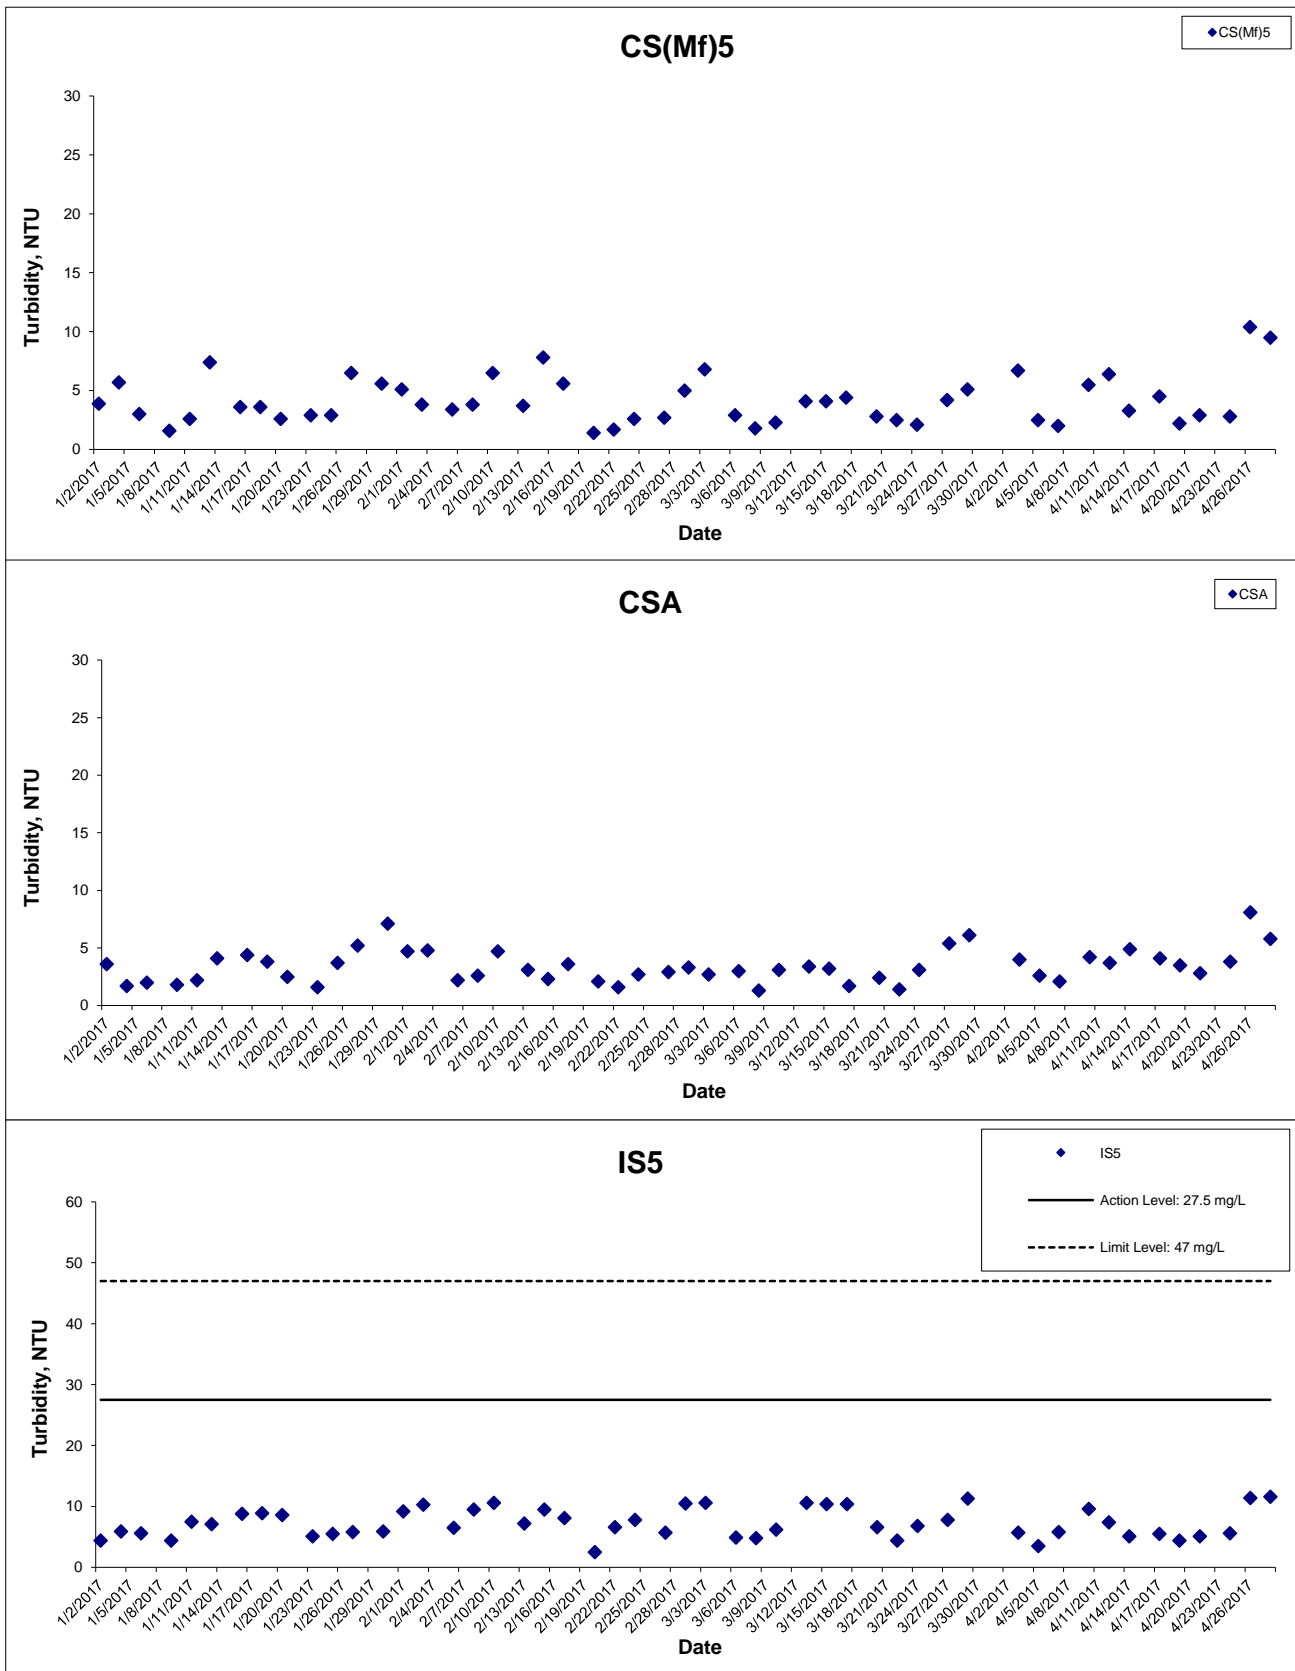 CS(Mf)5
CS(Mf)5
30
25
20
15
10
5
0
Turbidity, NTU
1/2/2017 1/5/2017 1/8/2017 1/11/2017 1/14/2017 1/17/2017 1/20/2017 1/23/2017 1/26/2017 1/29/2017 2/1/2017 2/4/2017 2/7/2017 2/10/2017 2/13/2017 2/16/2017 2/19/2017 2/22/2017 2/25/2017 2/28/2017 3/3/2017 3/6/2017 3/9/2017 3/12/2017 3/15/2017 3/18/2017 3/21/2017 3/24/2017 3/27/2017 3/30/2017 4/2/2017 4/5/2017 4/8/2017 4/11/2017 4/14/2017 4/17/2017 4/20/2017 4/23/2017 4/26/2017
Date
CSA
CSA
30
25
20
15
10
5
0
Turbidity, NTU
1/2/2017 1/5/2017 1/8/2017 1/11/2017 1/14/2017 1/17/2017 1/20/2017 1/23/2017 1/26/2017 1/29/2017 2/1/2017 2/4/2017 2/7/2017 2/10/2017 2/13/2017 2/16/2017 2/19/2017 2/22/2017 2/25/2017 2/28/2017 3/3/2017 3/6/2017 3/9/2017 3/12/2017 3/15/2017 3/18/2017 3/21/2017 3/24/2017 3/27/2017 3/30/2017 4/2/2017 4/5/2017 4/8/2017 4/11/2017 4/14/2017 4/17/2017 4/20/2017 4/23/2017 4/26/2017
Date
IS5
IS5
Action Level: 27.5 mg/L
Limit Level: 47 mg/L
60
50
40
30
20
10
0
Turbidity, NTU
1/2/2017 1/5/2017 1/8/2017 1/11/2017 1/14/2017 1/17/2017 1/20/2017 1/23/2017 1/26/2017 1/29/2017 2/1/2017 2/4/2017 2/7/2017 2/10/2017 2/13/2017 2/16/2017 2/19/2017 2/22/2017 2/25/2017 2/28/2017 3/3/2017 3/6/2017 3/9/2017 3/12/2017 3/15/2017 3/18/2017 3/21/2017 3/24/2017 3/27/2017 3/30/2017 4/2/2017 4/5/2017 4/8/2017 4/11/2017 4/14/2017 4/17/2017 4/20/2017 4/23/2017 4/26/2017
Date